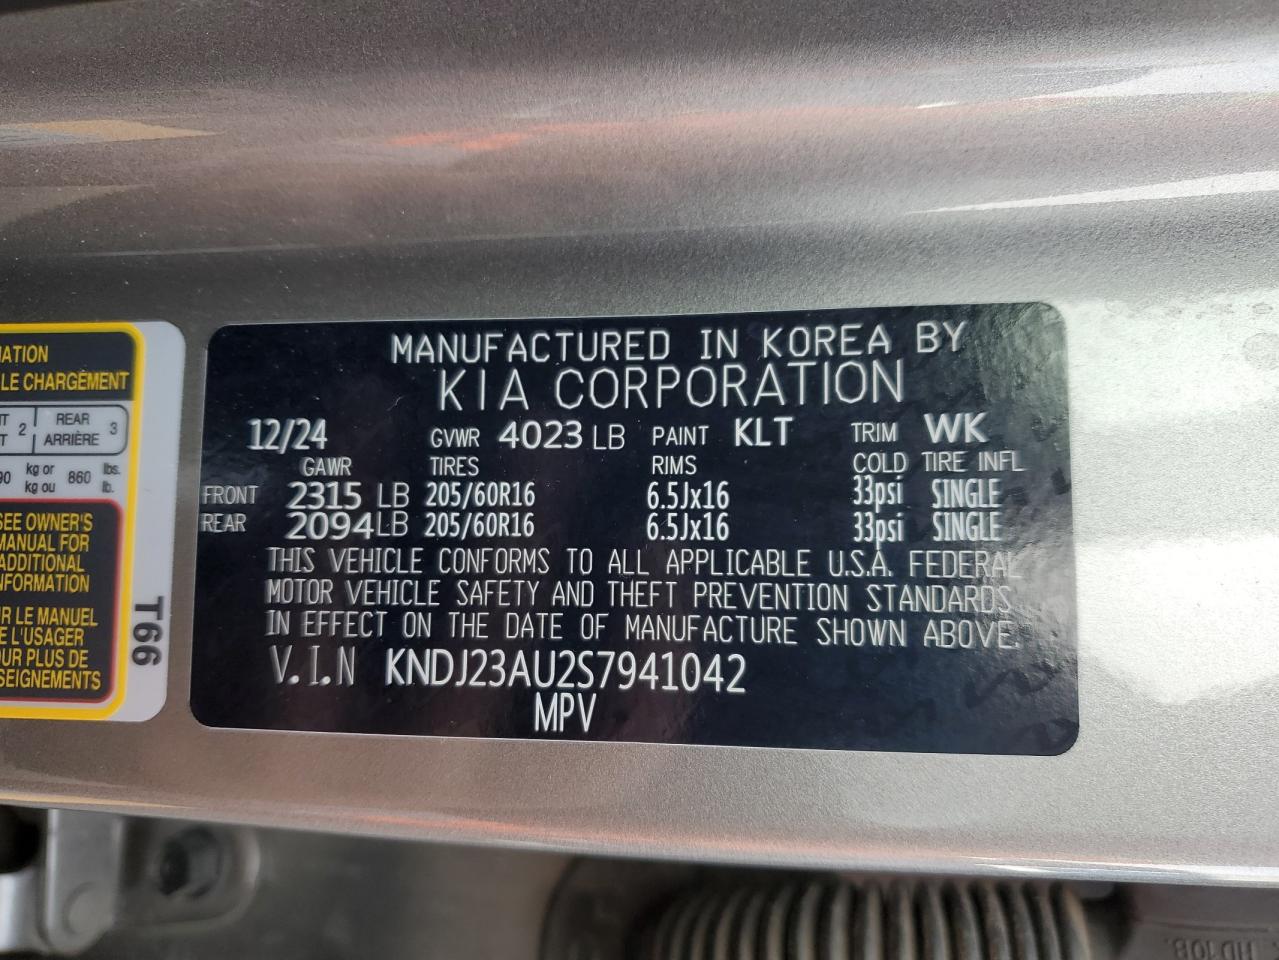 MANUFACTURED IN KOREA BY
KIA CORPORATION
12/24 GVWR 4023 LB PAINT KLT TRIM WK
GAWR TIRES RIMS COLD TIRE INFL
FRONT 2315 LB 205/60R16 6.5Jx16 33psi SINGLE
REAR 2094 LB 205/60R16 6.5Jx16 33psi SINGLE
THIS VEHICLE CONFORMS TO ALL APPLICABLE U.S.A. FEDERAL
MOTOR VEHICLE SAFETY AND THEFT PREVENTION STANDARDS
IN EFFECT ON THE DATE OF MANUFACTURE SHOWN ABOVE.
V.I.N KNDJ23AU2S7941042
MPV
LE CHARGEMENT
2 REAR 3
ARRIÈRE
kg or 860 lbs.
kg ou lb.
SEE OWNER'S
MANUAL FOR
ADDITIONAL
INFORMATION
LE MANUEL
L'USAGER
PLUS DE
T66